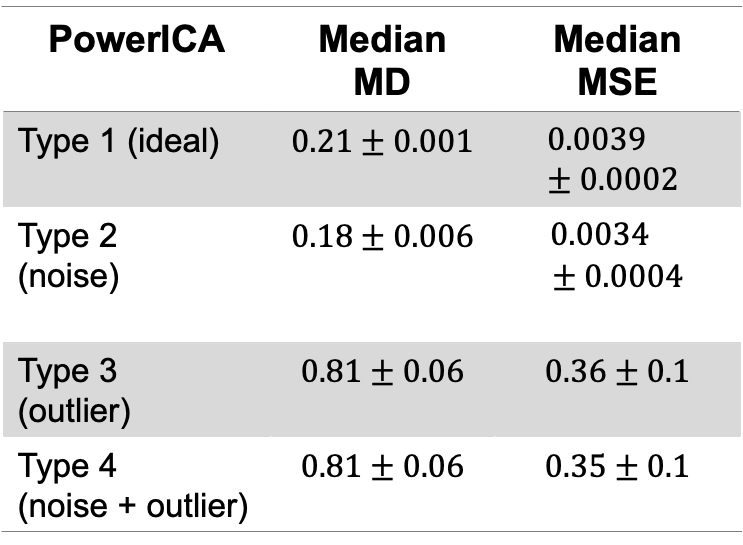 PowerICA Median MD Median MSE
Type 1 (ideal) 0.21 ± 0.001 0.0039 ± 0.0002
Type 2 (noise) 0.18 ± 0.006 0.0034 ± 0.0004
Type 3 (outlier) 0.81 ± 0.06 0.36 ± 0.1
Type 4 (noise + outlier) 0.81 ± 0.06 0.35 ± 0.1